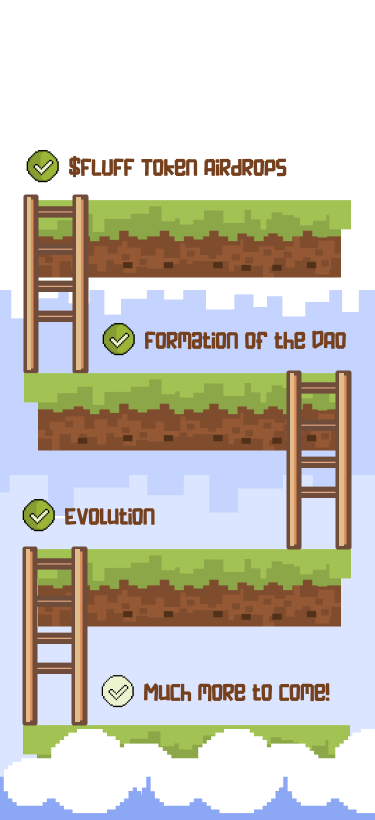 $FLUFF Token Airdrops
Formation of the DAO
Evolution
Much more to come!